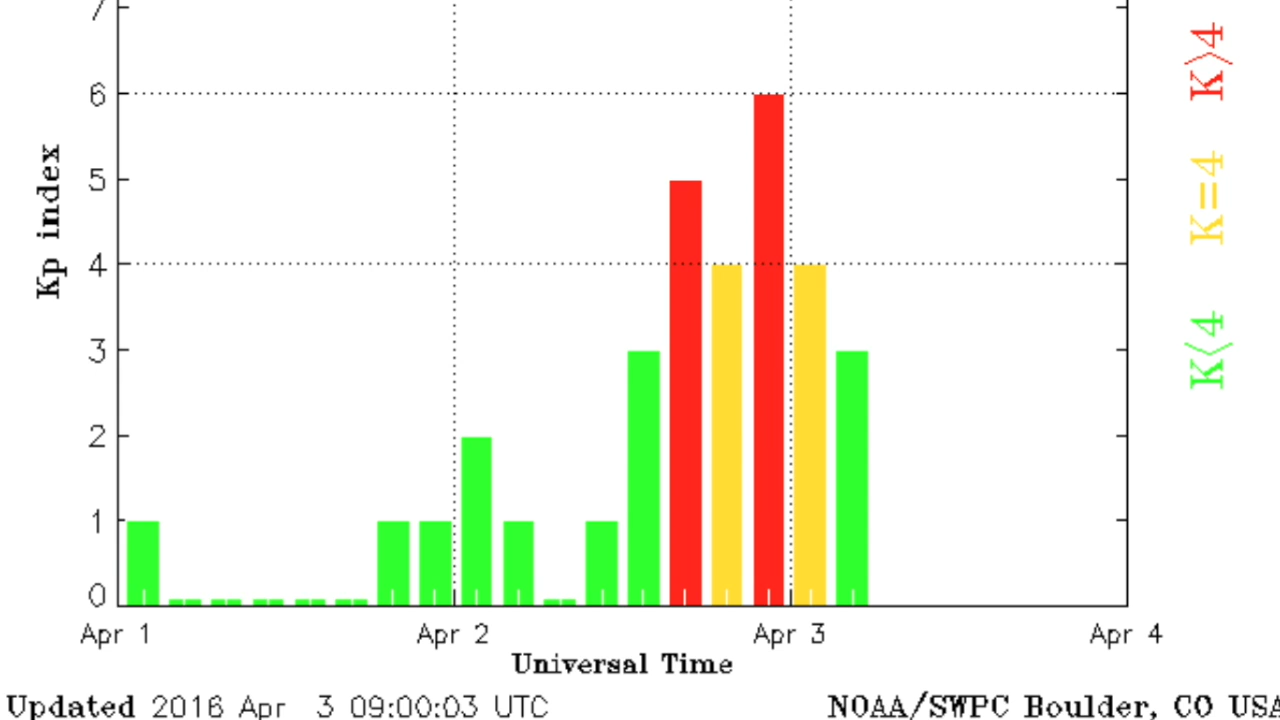 7
6
5
4
3
2
1
0
Kp index
K>4
K=4
K<4
Apr 1 Apr 2 Apr 3 Apr 4
Universal Time
Updated 2016 Apr 3 09:00:03 UTC NOAA/SWPC Boulder, CO USA